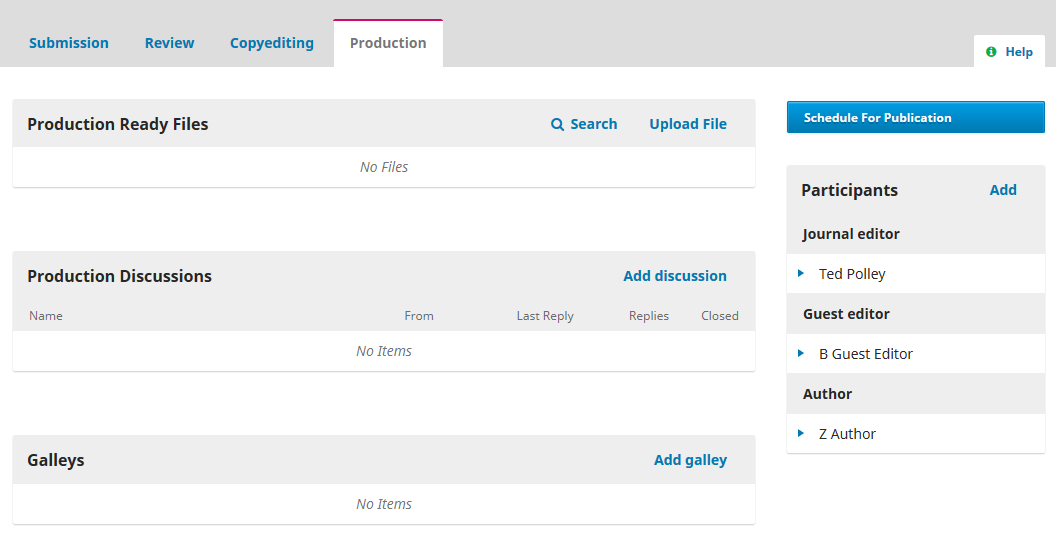 Submission Review Copyediting Production
Help
Production Ready Files Search Upload File
No Files
Production Discussions Add discussion
Name From Last Reply Replies Closed
No Items
Galleys Add galley
No Items
Schedule For Publication
Participants Add
Journal editor
Ted Polley
Guest editor
B Guest Editor
Author
Z Author